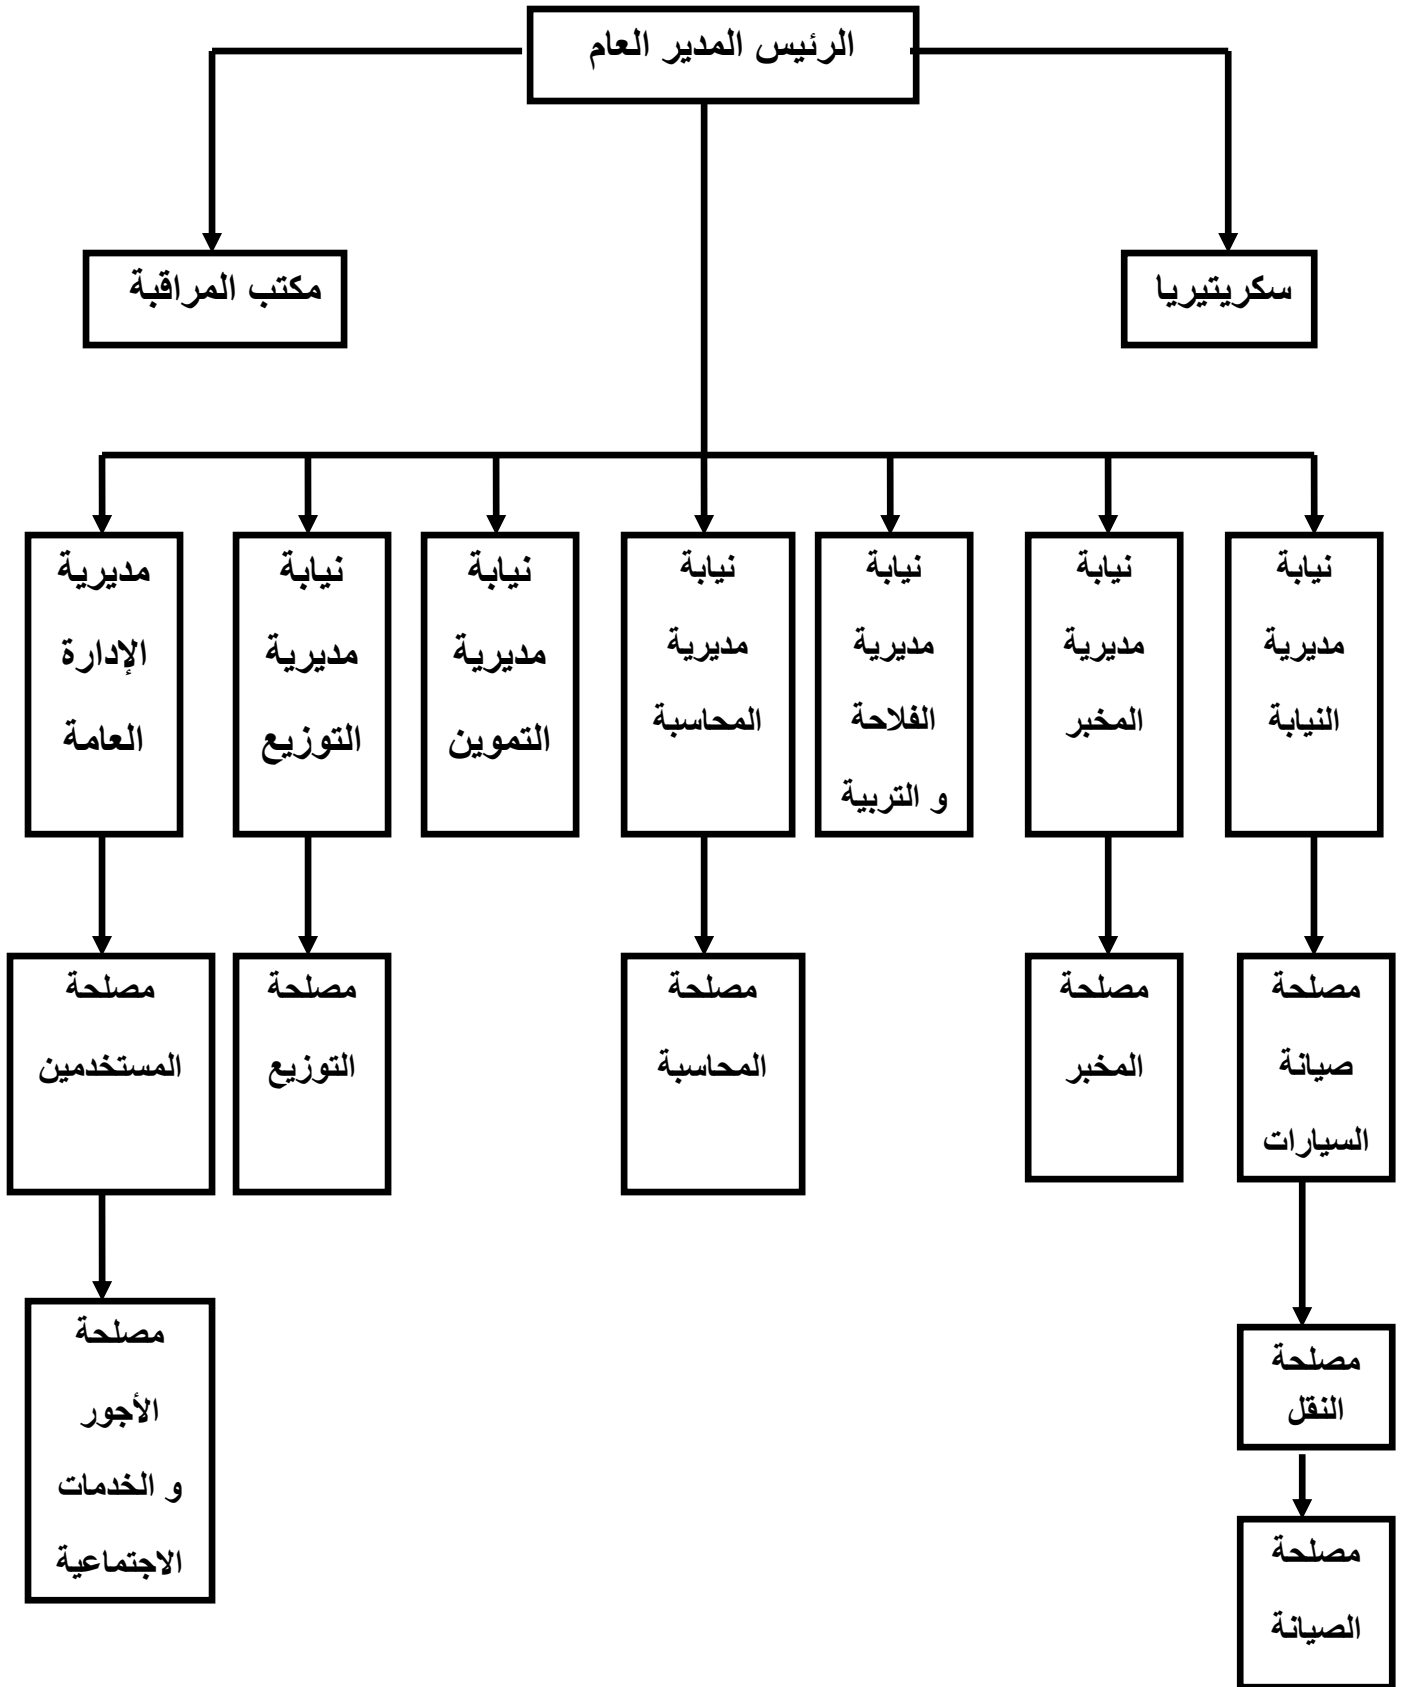 الرئيس المدير العام
سكريتيريا
مكتب المراقبة
نيابة
مديرية
النيابة
نيابة
مديرية
المخبر
نيابة
مديرية
الفلاحة
و التربية
نيابة
مديرية
المحاسبة
نيابة
مديرية
التموين
نيابة
مديرية
التوزيع
مديرية
الإدارة
العامة
مصلحة
صيانة
السيارات
مصلحة
المخبر
مصلحة
المحاسبة
مصلحة
التوزيع
مصلحة
المستخدمين
مصلحة
النقل
مصلحة
الأجور
و الخدمات
الاجتماعية
مصلحة
الصيانة